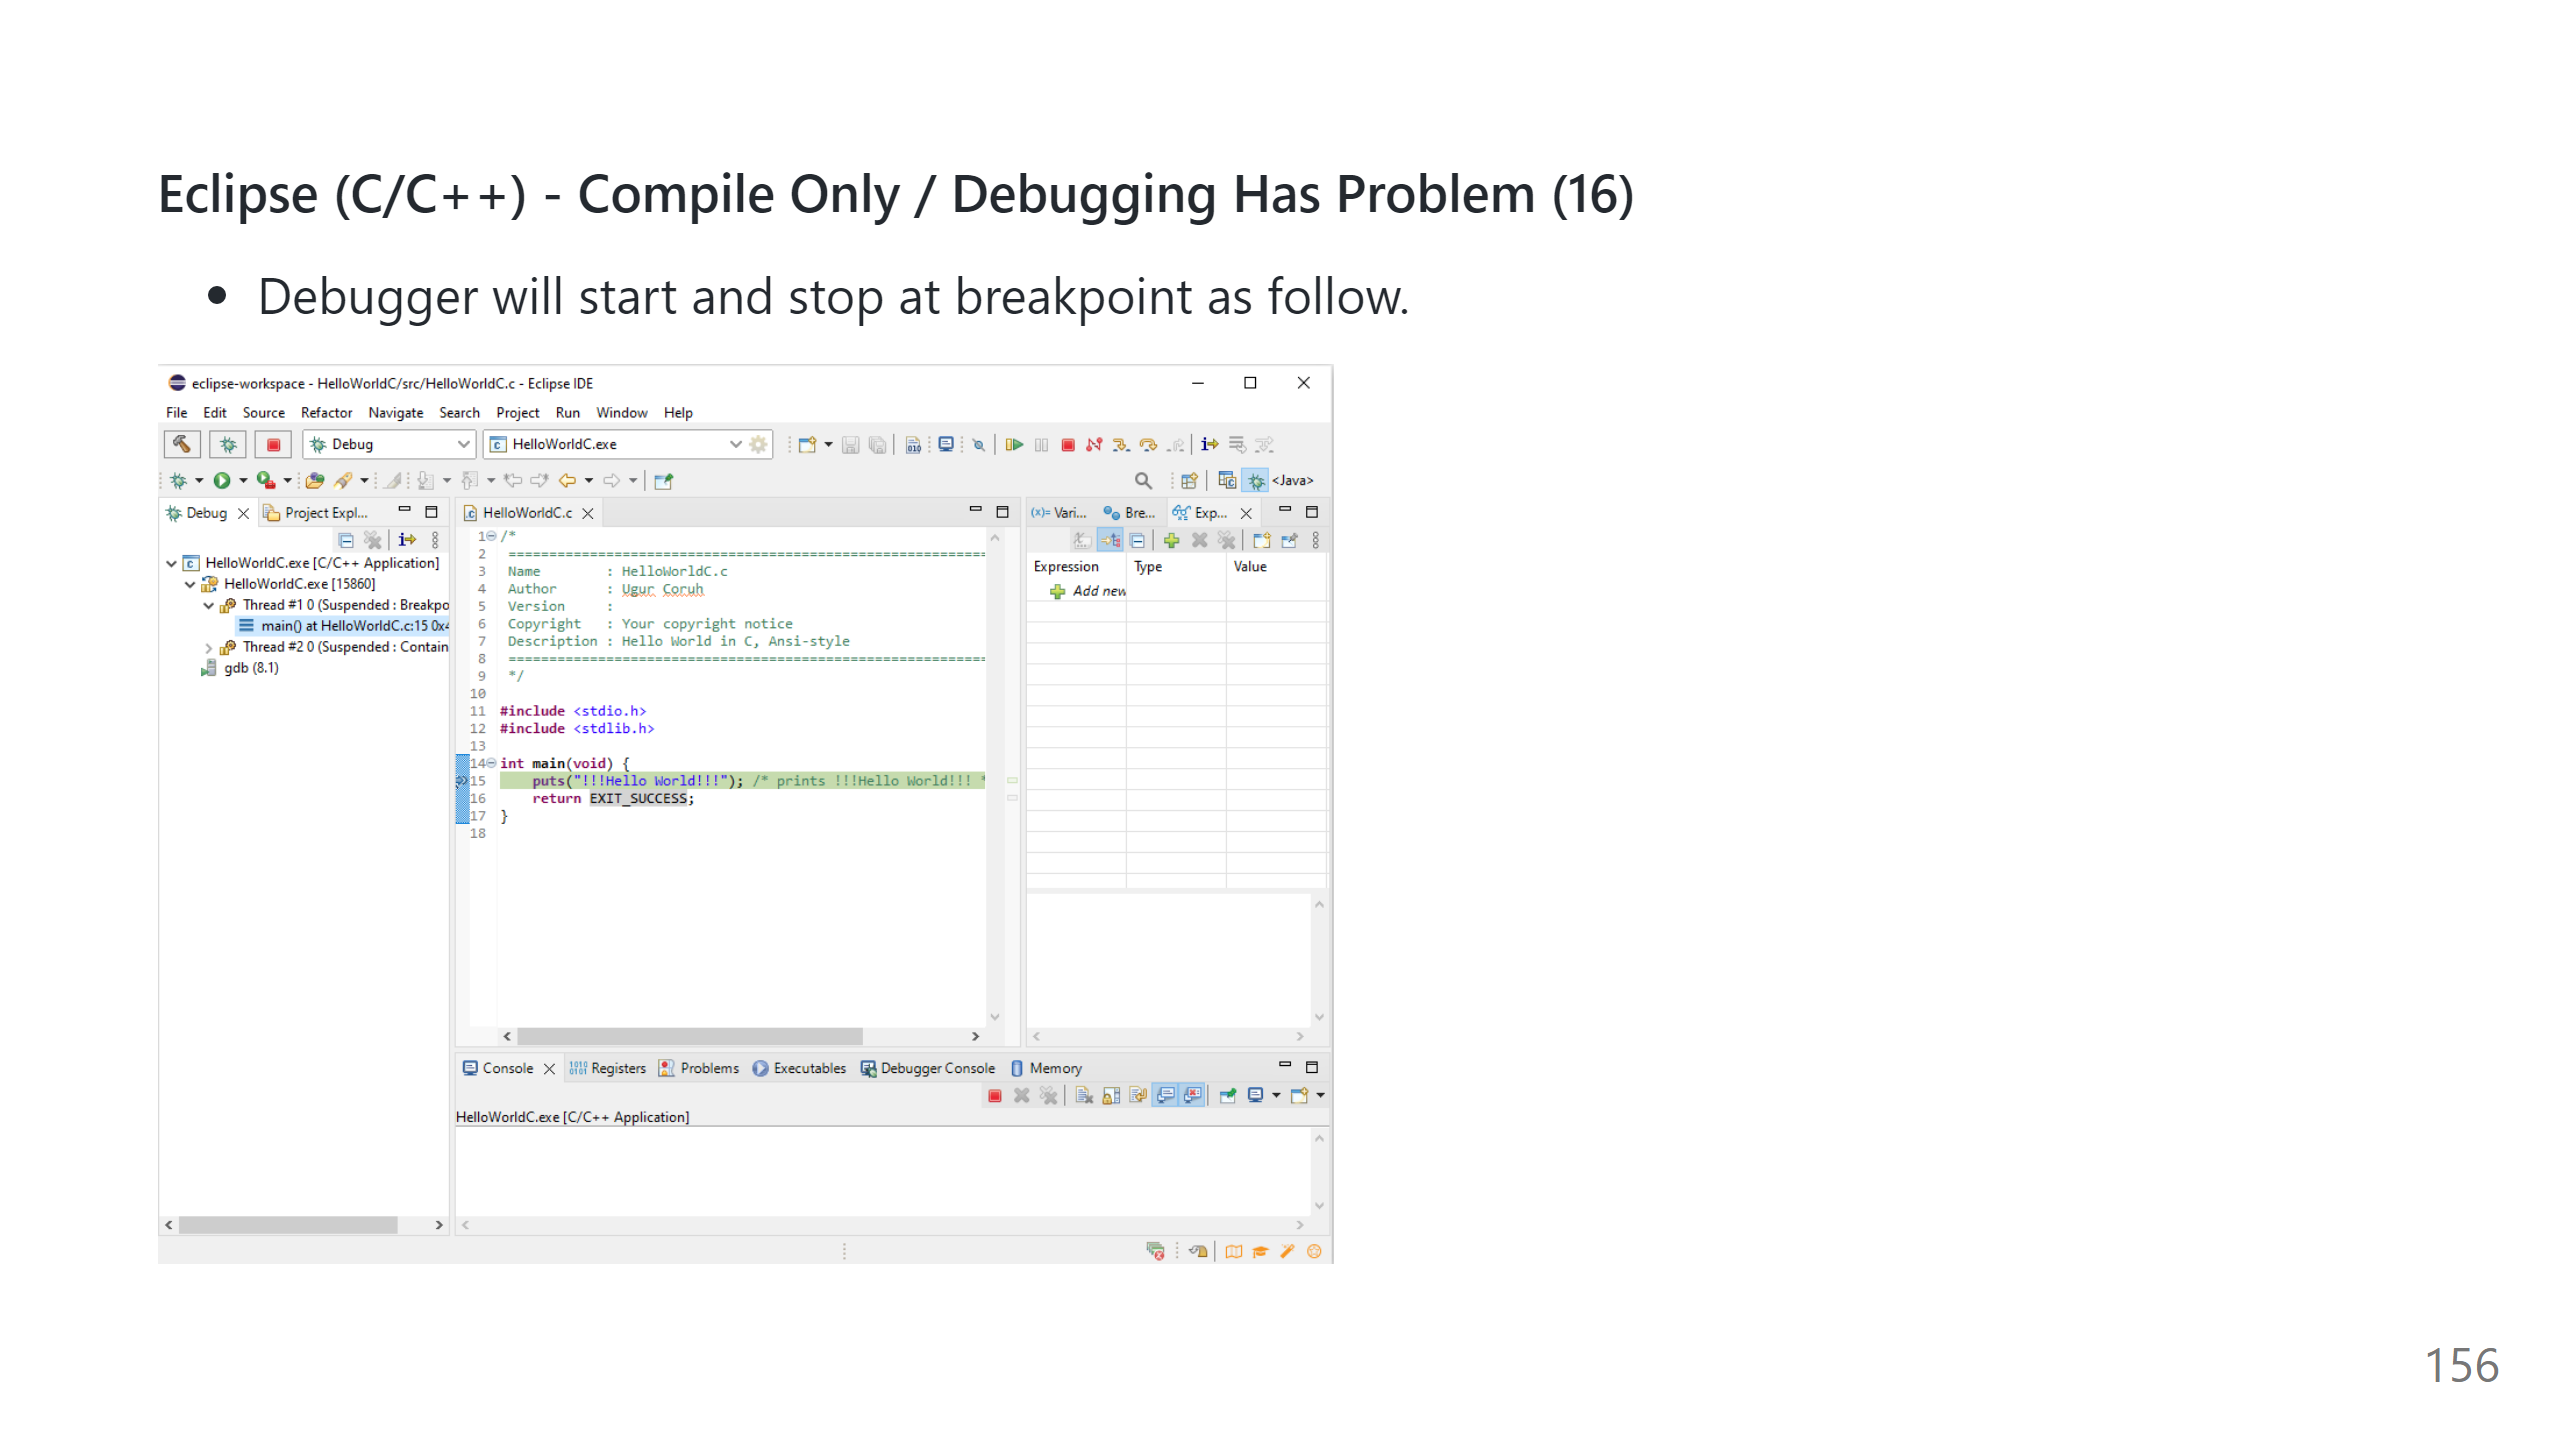 Eclipse (C/C++) - Compile Only / Debugging Has Problem (16)
• Debugger will start and stop at breakpoint as follow.
eclipse-workspace - HelloWorldC/src/HelloWorldC.c - Eclipse IDE
File Edit Source Refactor Navigate Search Project Run Window Help
Debug HelloWorldC.exe
<Java>
Debug Project Expl...
HelloWorldC.exe [C/C++ Application]
HelloWorldC.exe [15860]
Thread #1 0 (Suspended : Breakpo
main() at HelloWorldC.c:15 0x4
Thread #2 0 (Suspended : Contain
gdb (8.1)
HelloWorldC.c
1 /*
2 ============================================================
3 Name : HelloWorldC.c
4 Author : Ugur Coruh
5 Version :
6 Copyright : Your copyright notice
7 Description : Hello World in C, Ansi-style
8 ============================================================
9 */
10
11 #include <stdio.h>
12 #include <stdlib.h>
13
14 int main(void) {
15 puts("!!!Hello World!!!"); /* prints !!!Hello World!!! *
16 return EXIT_SUCCESS;
17 }
18
(x)= Vari... Bre... Exp...
Expression Type Value
Add new
Console Registers Problems Executables Debugger Console Memory
HelloWorldC.exe [C/C++ Application]
156